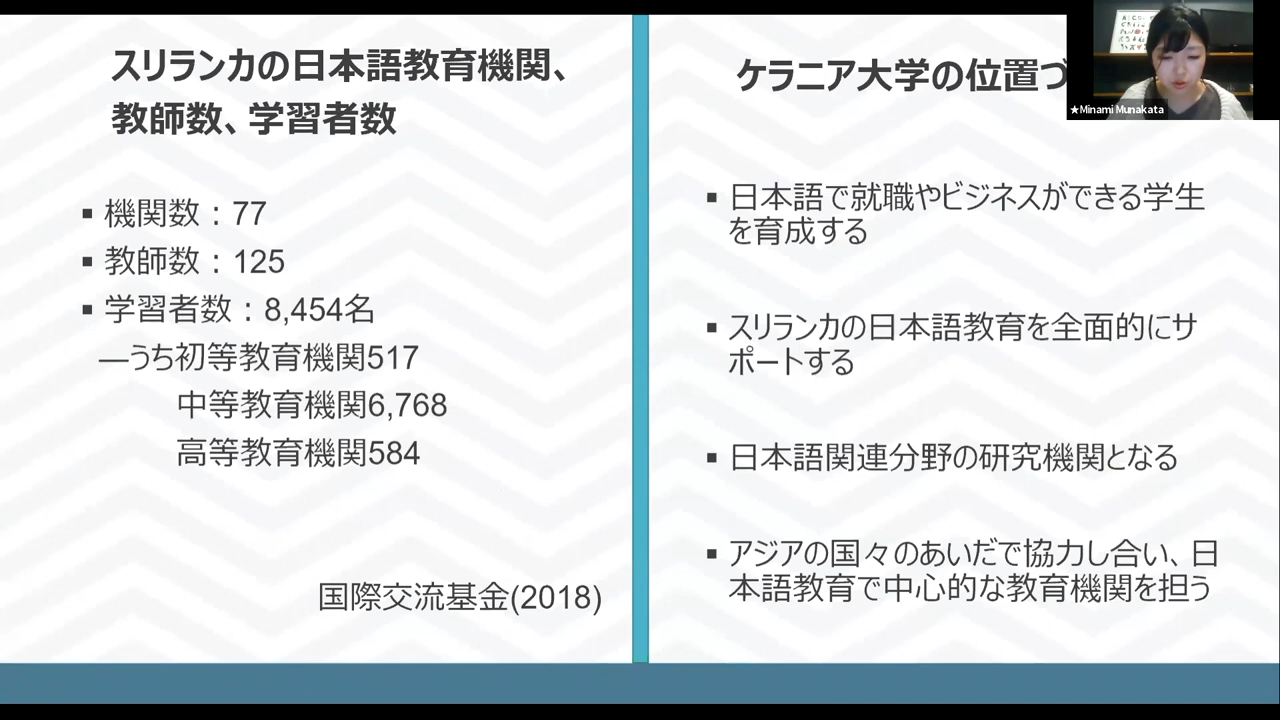 スリランカの日本語教育機関、
教師数、学習者数
▪ 機関数：77
▪ 教師数：125
▪ 学習者数：8,454名
―うち初等教育機関517
中等教育機関6,768
高等教育機関584
国際交流基金(2018)
ケラニア大学の位置づ
▪ 日本語で就職やビジネスができる学生
を育成する
▪ スリランカの日本語教育を全面的にサ
ポートする
▪ 日本語関連分野の研究機関となる
▪ アジアの国々のあいだで協力し合い、日
本語教育で中心的な教育機関を担う
★Minami Munakata